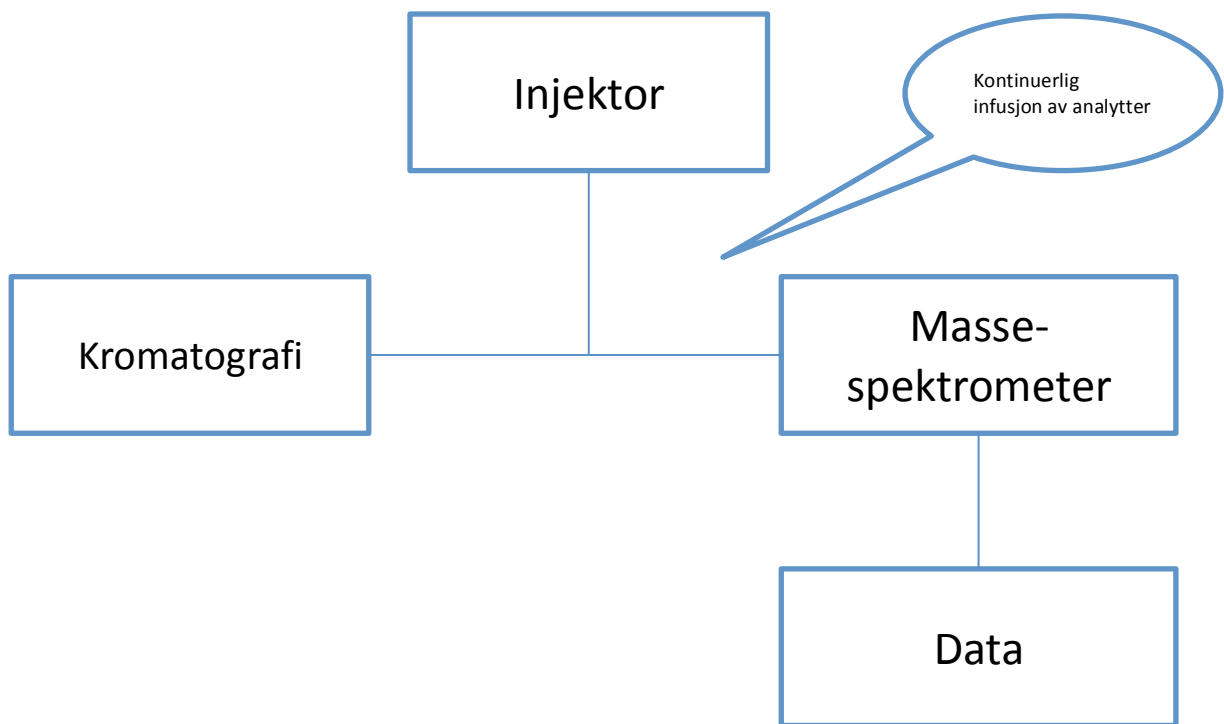 Injektor
Kontinuerlig
infusjon av analytter
Kromatografi
Masse-
spektrometer
Data